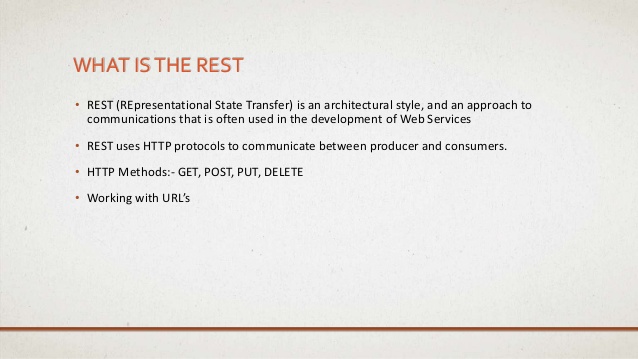 WHAT IS THE REST
• REST (REpresentational State Transfer) is an architectural style, and an approach to
communications that is often used in the development of Web Services
• REST uses HTTP protocols to communicate between producer and consumers.
• HTTP Methods:- GET, POST, PUT, DELETE
• Working with URL’s